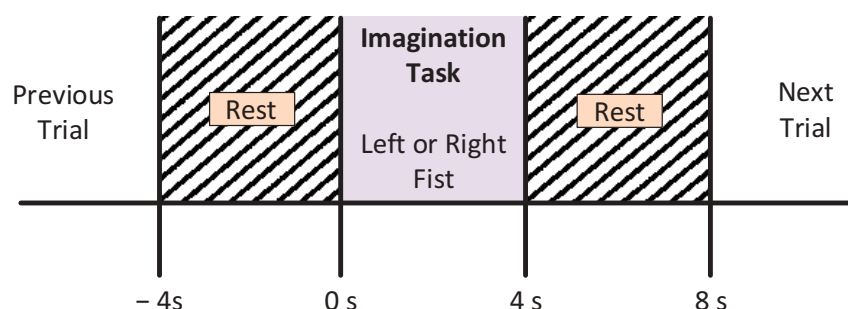 Previous
Trial
Rest
Imagination
Task
Left or Right
Fist
Rest
Next
Trial
− 4s
0 s
4 s
8 s